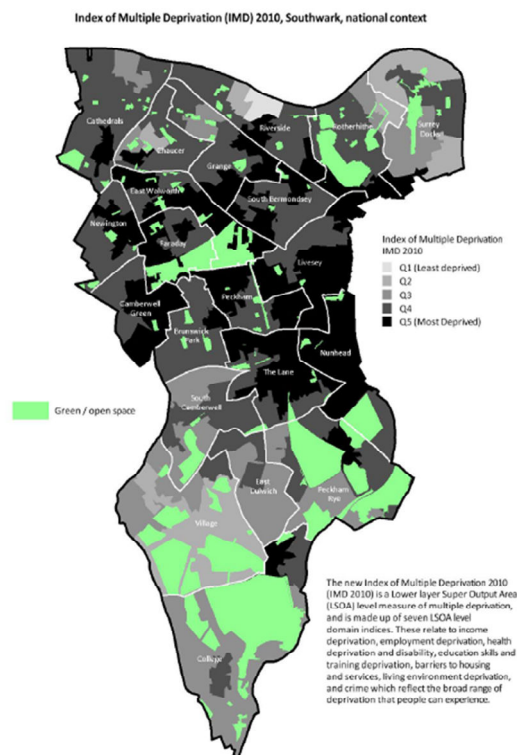 Index of Multiple Deprivation (IMD) 2010, Southwark, national context
Cathedrals
Riverside
Rotherhithe
Surrey
Docks
Chaucer
Grange
East Walworth
South Bermondsey
Newington
Faraday
Livesey
Index of Multiple Deprivation
IMD 2010
Q1 (Least deprived)
Q2
Q3
Q4
Q5 (Most Deprived)
Camberwell
Green
Peckham
Brunswick
Park
Nunhead
The Lane
Green / open space
South
Camberwell
East
Dulwich
Peckham
Rye
Village
College
The new Index of Multiple Deprivation 2010
(IMD 2010) is a Lower layer Super Output Area
(LSOA) level measure of multiple deprivation,
and is made up of seven LSOA level
domain indices. These relate to income
deprivation, employment deprivation, health
deprivation and disability, education skills and
training deprivation, barriers to housing
and services, living environment deprivation,
and crime which reflect the broad range of
deprivation that people can experience.